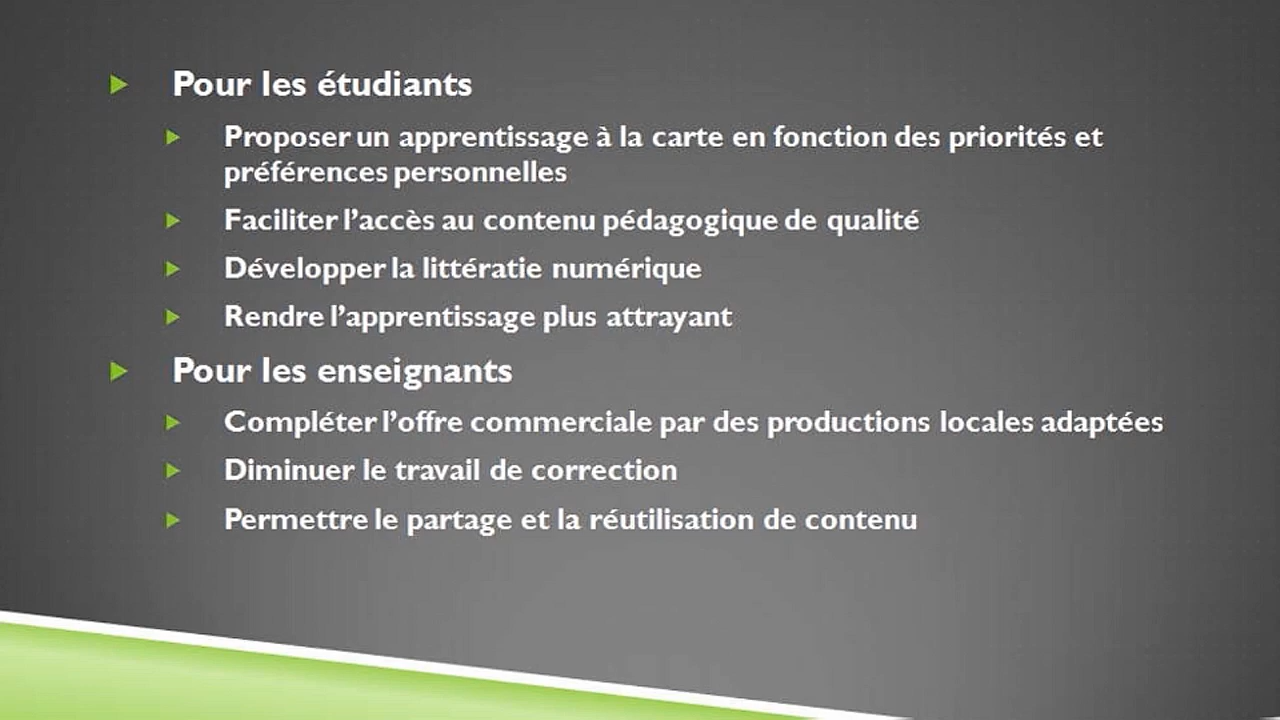 Pour les étudiants
Proposer un apprentissage à la carte en fonction des priorités et
préférences personnelles
Faciliter l’accès au contenu pédagogique de qualité
Développer la littératie numérique
Rendre l’apprentissage plus attrayant
Pour les enseignants
Compléter l’offre commerciale par des productions locales adaptées
Diminuer le travail de correction
Permettre le partage et la réutilisation de contenu